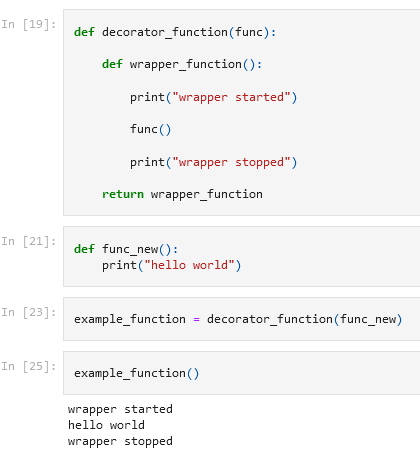 In [19]:
def decorator_function(func):
    def wrapper_function():
        print("wrapper started")
        func()
        print("wrapper stopped")
    return wrapper_function
In [21]:
def func_new():
    print("hello world")
In [23]:
example_function = decorator_function(func_new)
In [25]:
example_function()
wrapper started
hello world
wrapper stopped